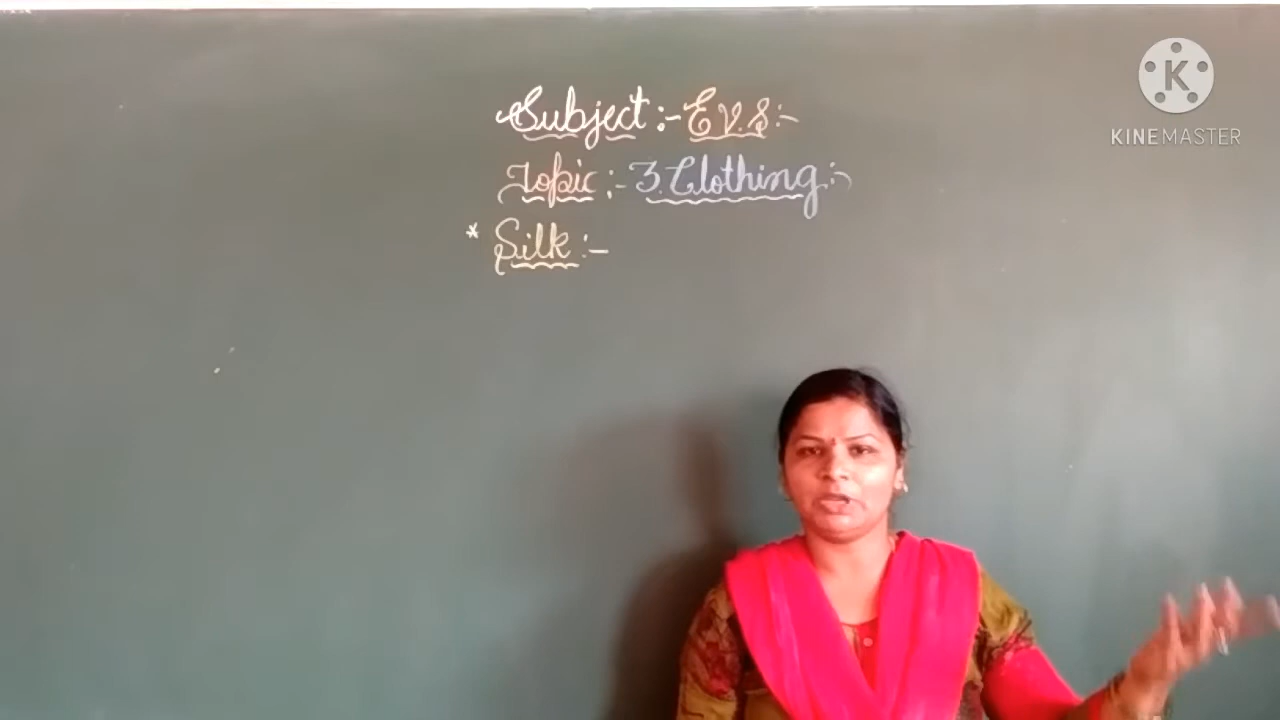 Subject :- E.V.S :-
Topic :- 3. Clothing :-
* Silk :-
K
KINEMASTER